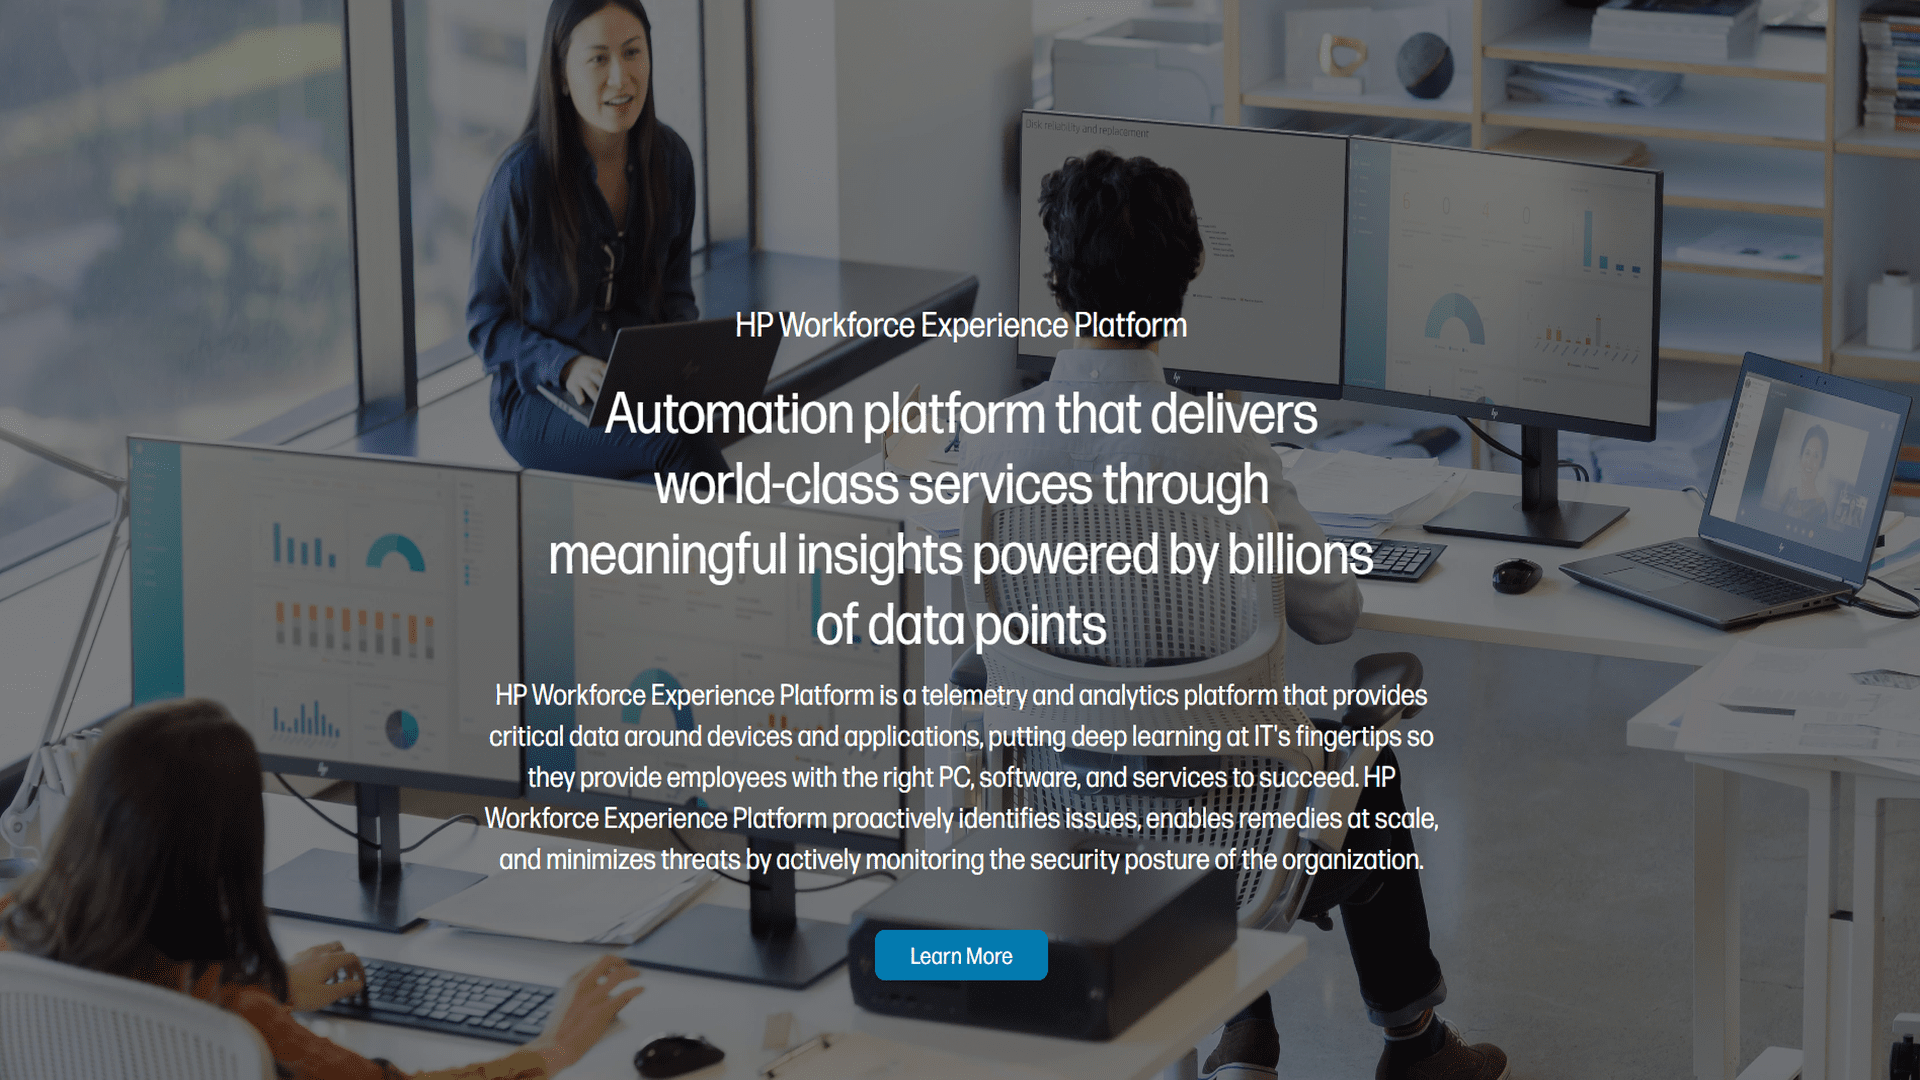 Disk reliability and replacement
HP Workforce Experience Platform
Automation platform that delivers
world-class services through
meaningful insights powered by billions
of data points
HP Workforce Experience Platform is a telemetry and analytics platform that provides
critical data around devices and applications, putting deep learning at IT's fingertips so
they provide employees with the right PC, software, and services to succeed. HP
Workforce Experience Platform proactively identifies issues, enables remedies at scale,
and minimizes threats by actively monitoring the security posture of the organization.
Learn More